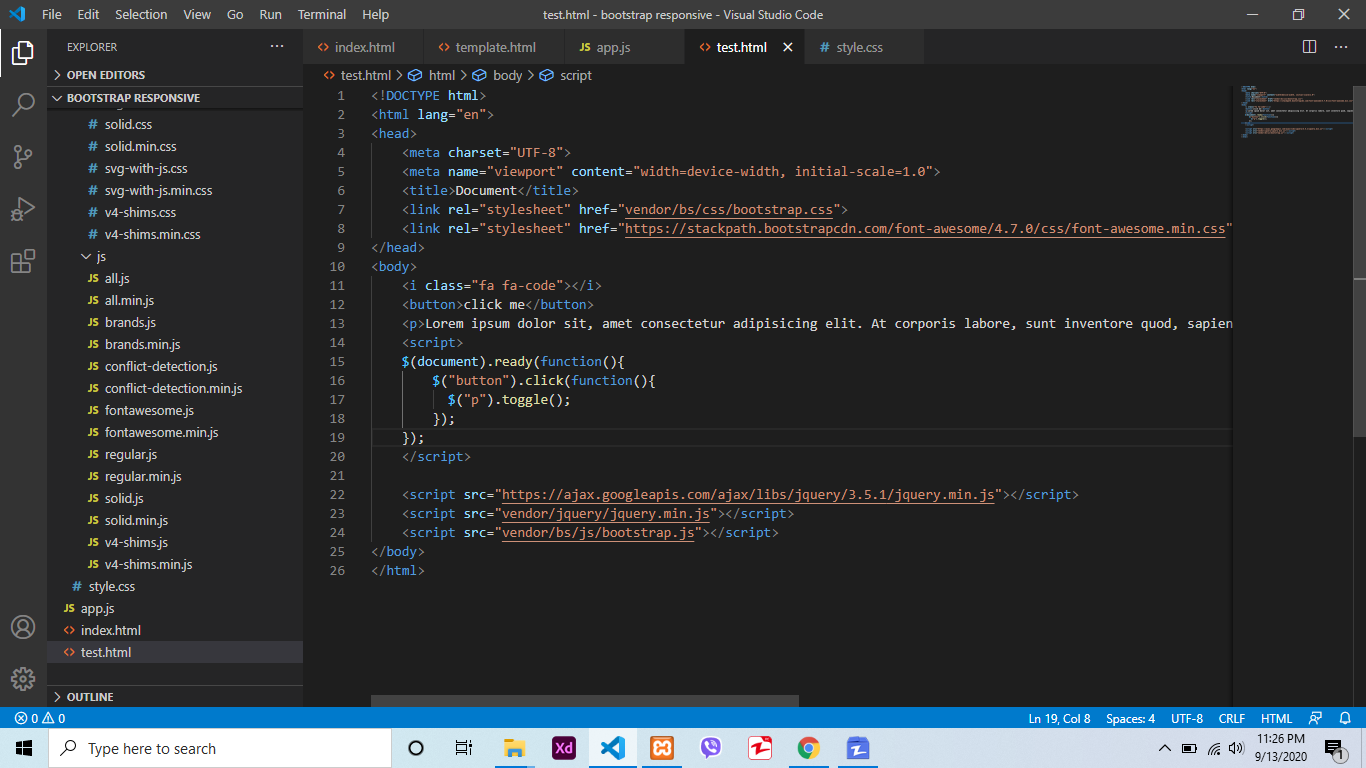 File Edit Selection View Go Run Terminal Help test.html - bootstrap responsive - Visual Studio Code
EXPLORER
OPEN EDITORS
BOOTSTRAP RESPONSIVE
solid.css
solid.min.css
svg-with-js.css
svg-with-js.min.css
v4-shims.css
v4-shims.min.css
js
JS all.js
JS all.min.js
JS brands.js
JS brands.min.js
JS conflict-detection.js
JS conflict-detection.min.js
JS fontawesome.js
JS fontawesome.min.js
JS regular.js
JS regular.min.js
JS solid.js
JS solid.min.js
JS v4-shims.js
JS v4-shims.min.js
# style.css
JS app.js
<> index.html
<> test.html
OUTLINE
<> index.html <> template.html JS app.js <> test.html # style.css
<> test.html > html > body > script
1 <!DOCTYPE html>
2 <html lang="en">
3 <head>
4 <meta charset="UTF-8">
5 <meta name="viewport" content="width=device-width, initial-scale=1.0">
6 <title>Document</title>
7 <link rel="stylesheet" href="vendor/bs/css/bootstrap.css">
8 <link rel="stylesheet" href="https://stackpath.bootstrapcdn.com/font-awesome/4.7.0/css/font-awesome.min.css"
9 </head>
10 <body>
11 <i class="fa fa-code"></i>
12 <button>click me</button>
13 <p>Lorem ipsum dolor sit, amet consectetur adipisicing elit. At corporis labore, sunt inventore quod, sapien
14 <script>
15 $(document).ready(function(){
16 $("button").click(function(){
17 $("p").toggle();
18 });
19 });
20 </script>
21
22 <script src="https://ajax.googleapis.com/ajax/libs/jquery/3.5.1/jquery.min.js"></script>
23 <script src="vendor/jquery/jquery.min.js"></script>
24 <script src="vendor/bs/js/bootstrap.js"></script>
25 </body>
26 </html>
0 0 Ln 19, Col 8 Spaces: 4 UTF-8 CRLF HTML
Type here to search
Xd
11:26 PM
9/13/2020
1